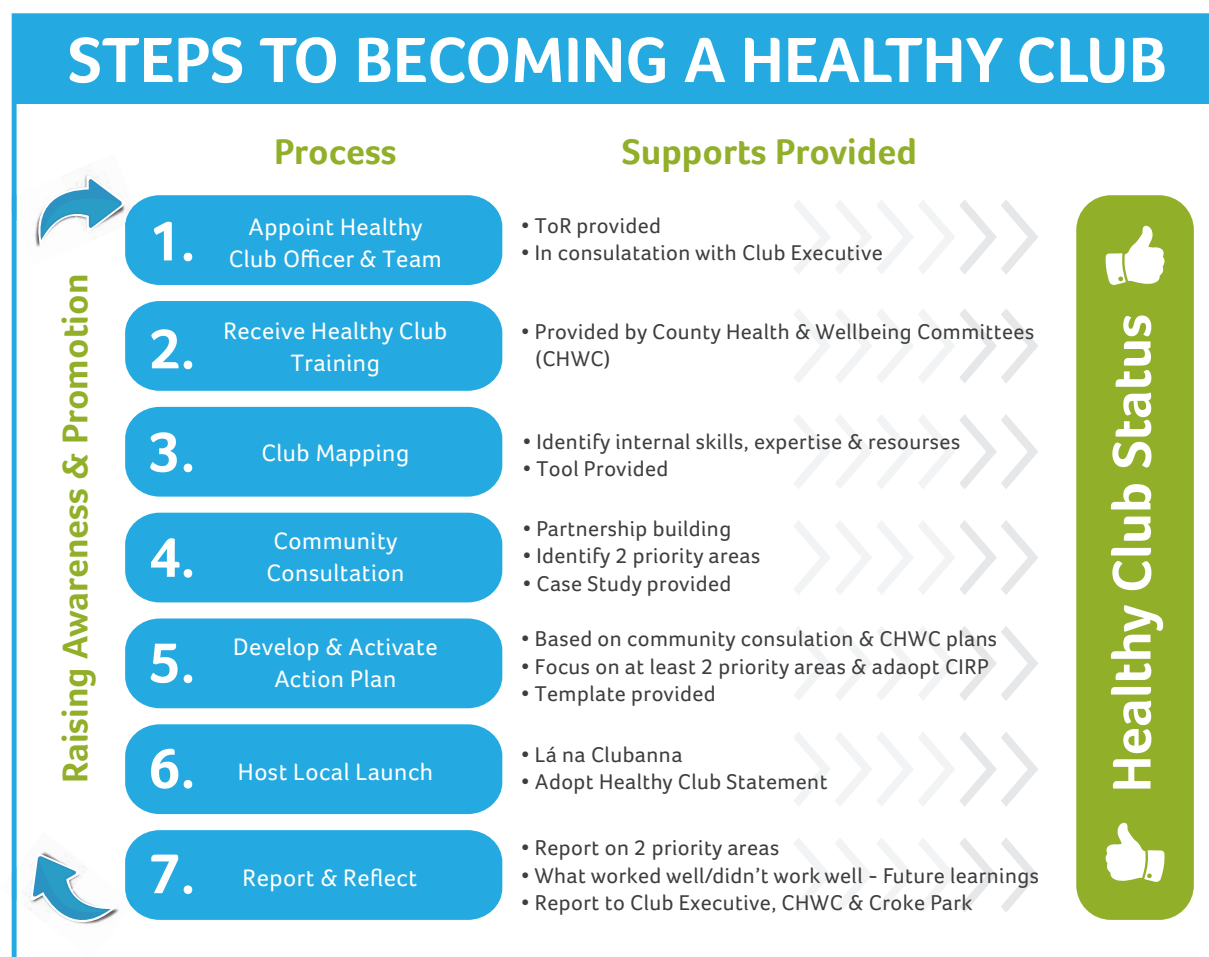 STEPS TO BECOMING A HEALTHY CLUB
Process
Supports Provided
Raising Awareness & Promotion
1.
Appoint Healthy
Club Officer & Team
• ToR provided
• In consulatation with Club Executive
2.
Receive Healthy Club
Training
• Provided by County Health & Wellbeing Committees
(CHWC)
3.
Club Mapping
• Identify internal skills, expertise & resourses
• Tool Provided
4.
Community
Consultation
• Partnership building
• Identify 2 priority areas
• Case Study provided
5.
Develop & Activate
Action Plan
• Based on community consulation & CHWC plans
• Focus on at least 2 priority areas & adaopt CIRP
• Template provided
6.
Host Local Launch
• Lá na Clubanna
• Adopt Healthy Club Statement
7.
Report & Reflect
• Report on 2 priority areas
• What worked well/didn't work well - Future learnings
• Report to Club Executive, CHWC & Croke Park
Healthy Club Status